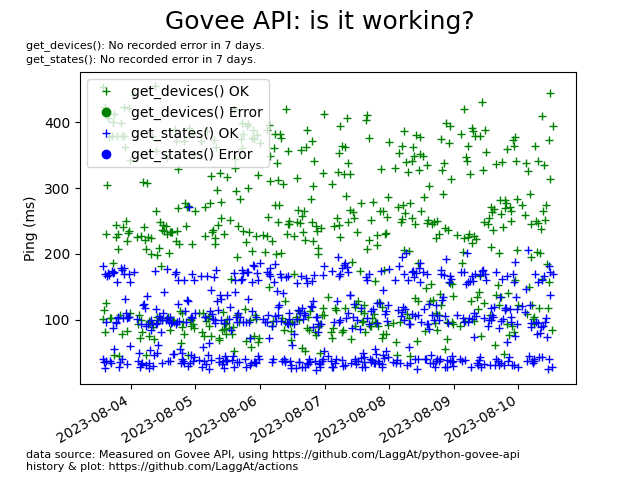 Govee API: is it working?
get_devices(): No recorded error in 7 days.
get_states(): No recorded error in 7 days.
get_devices() OK
get_devices() Error
get_states() OK
get_states() Error
400
300
200
100
Ping (ms)
2023-08-04
2023-08-05
2023-08-06
2023-08-07
2023-08-08
2023-08-09
2023-08-10
data source: Measured on Govee API, using https://github.com/LaggAt/python-govee-api
history & plot: https://github.com/LaggAt/actions